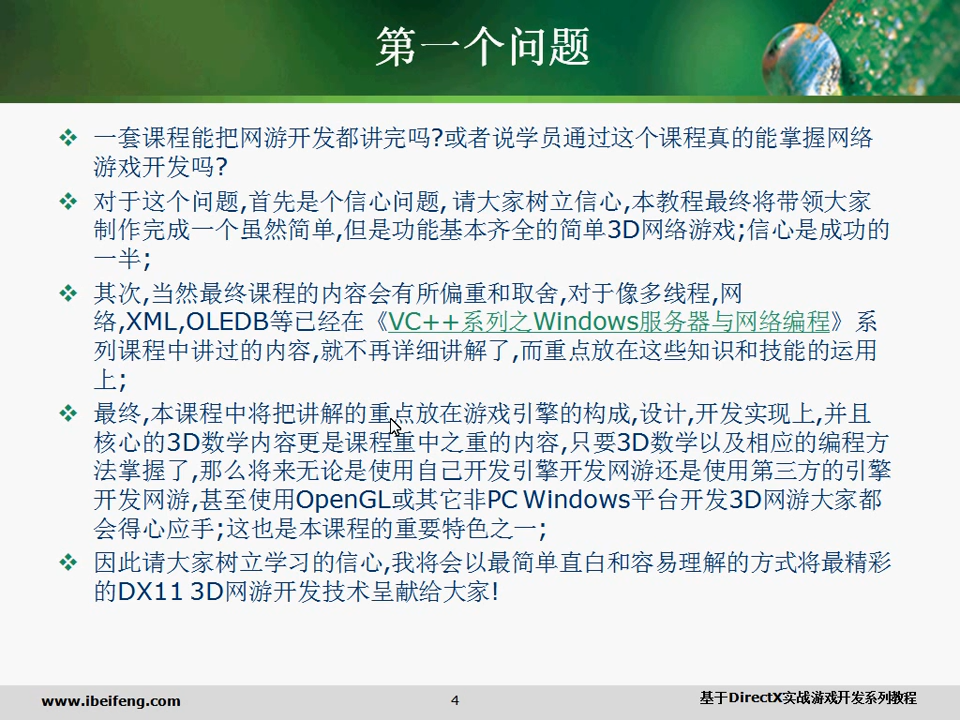 第一个问题
一套课程能把网游开发都讲完吗?或者说学员通过这个课程真的能掌握网络
游戏开发吗?
对于这个问题,首先是个信心问题,请大家树立信心,本教程最终将带领大家
制作完成一个虽然简单,但是功能基本齐全的简单3D网络游戏;信心是成功的
一半;
其次,当然最终课程的内容会有所偏重和取舍,对于像多线程,网
络,XML,OLEDB等已经在《VC++系列之Windows服务器与网络编程》系
列课程中讲过的内容,就不再详细讲解了,而重点放在这些知识和技能的运用
上;
最终,本课程中将把讲解的重点放在游戏引擎的构成,设计,开发实现上,并且
核心的3D数学内容更是课程重中之重的内容,只要3D数学以及相应的编程方
法掌握了,那么将来无论是使用自己开发引擎开发网游还是使用第三方的引擎
开发网游,甚至使用OpenGL或其它非PC Windows平台开发3D网游大家都
会得心应手;这也是本课程的重要特色之一;
因此请大家树立学习的信心,我将会以最简单直白和容易理解的方式将最精彩
的DX11 3D网游开发技术呈献给大家!
www.ibeifeng.com
4
基于DirectX实战游戏开发系列教程